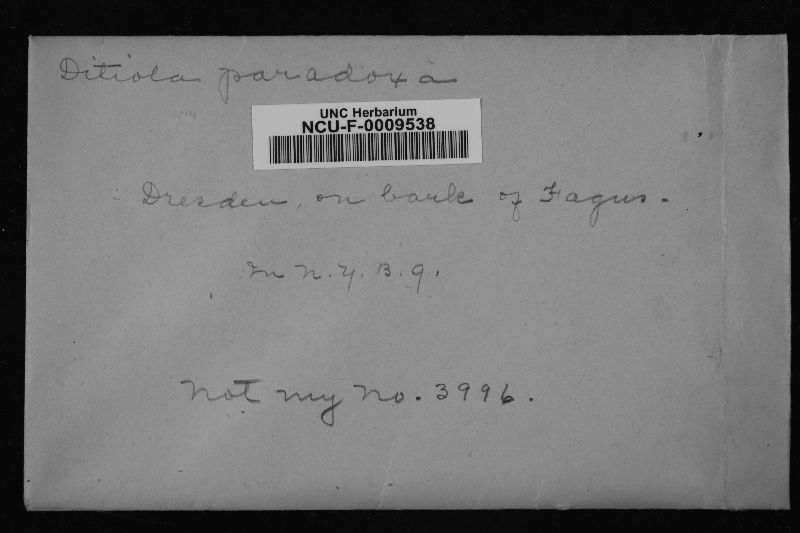 Ditiola paradoxa
UNC Herbarium
NCU-F-0009538
Dresden, on bark of Fagus.
In N.Y.B.G.
Not my No. 3996.